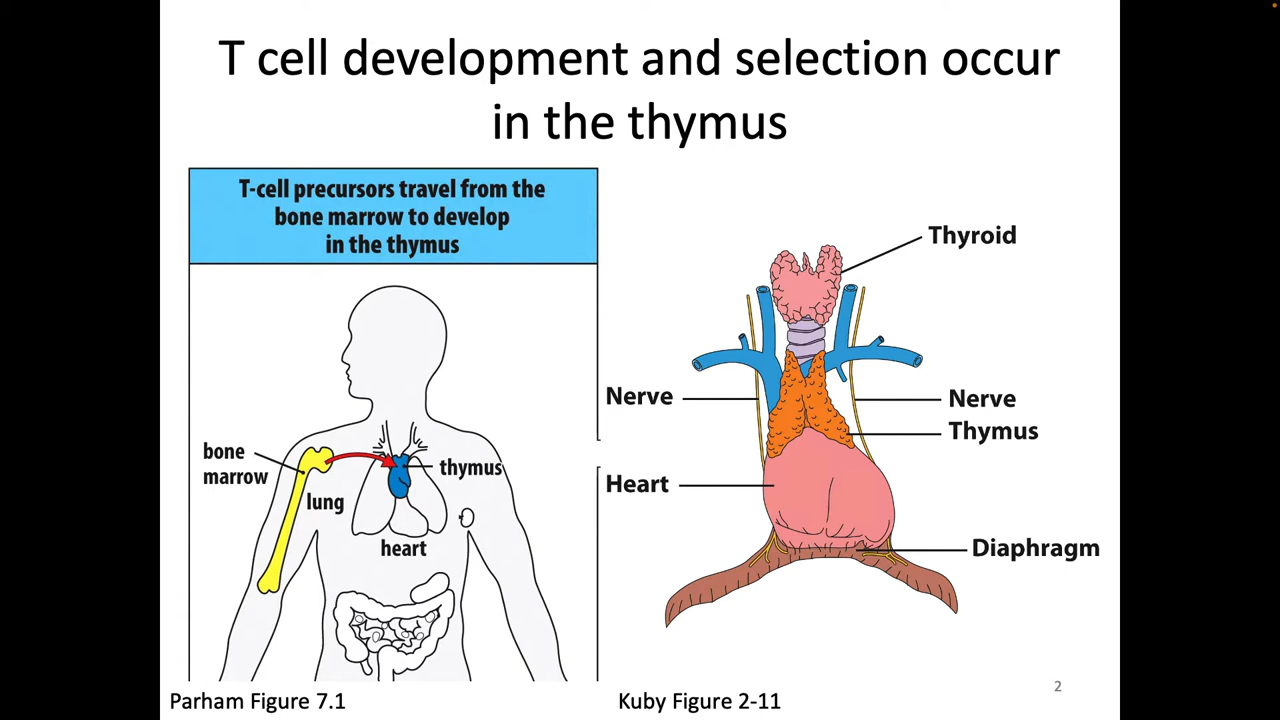 T cell development and selection occur
in the thymus
T-cell precursors travel from the
bone marrow to develop
in the thymus
bone
marrow
lung
thymus
heart
Thyroid
Nerve
Nerve
Thymus
Heart
Diaphragm
Parham Figure 7.1
Kuby Figure 2-11
2